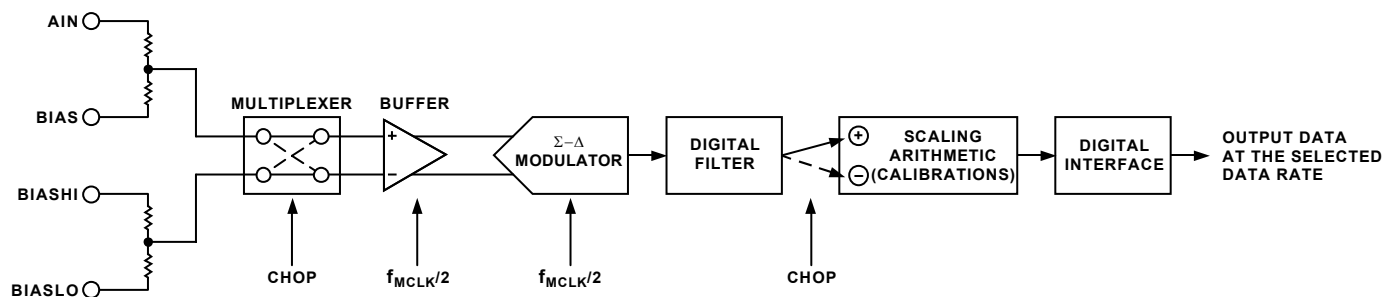 AIN
BIAS
BIASHI
BIASLO
MULTIPLEXER
CHOP
BUFFER
+
−
fMCLK/2
Σ−Δ
MODULATOR
fMCLK/2
DIGITAL
FILTER
CHOP
+
−
SCALING
ARITHMETIC
(CALIBRATIONS)
DIGITAL
INTERFACE
OUTPUT DATA
AT THE SELECTED
DATA RATE